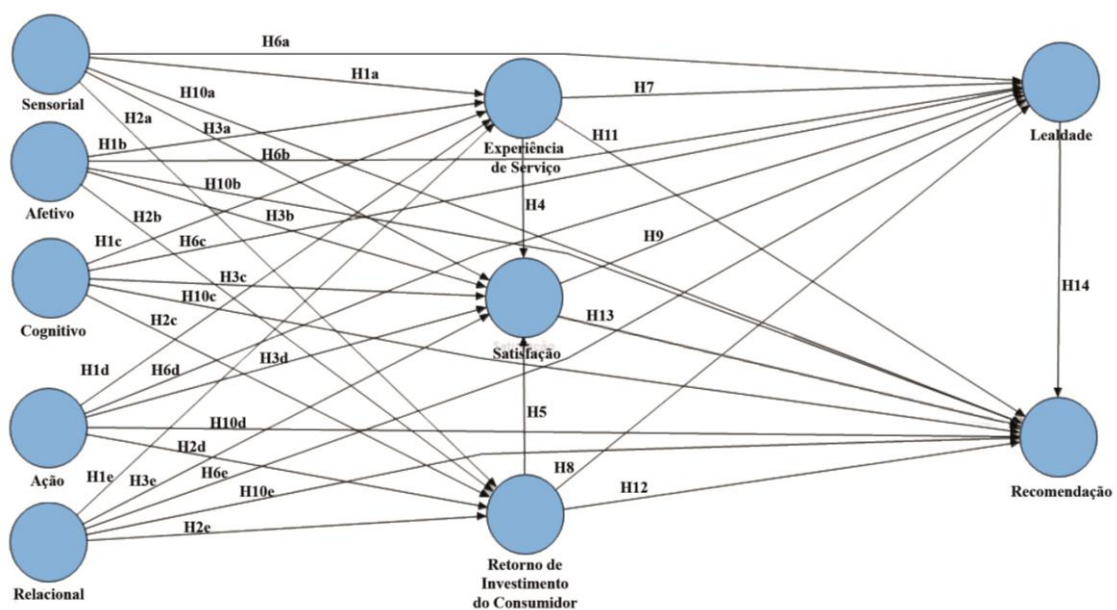 H6a
Sensorial
H1a
H10a
H2a
H3a
H7
Experiência
de Serviço
H11
Lealdade
H1b
H6b
Afetivo
H10b
H2b
H3b
H4
H9
H1c
H6c
Cognitivo
H3c
H10c
H2c
Satisfação
H13
H14
H1d
H6d
H3d
Ação
H10d
H2d
H5
H1e
H3e
H6e
H10e
H8
H12
Recomendação
H2e
Relacional
Retorno de
Investimento
do Consumidor